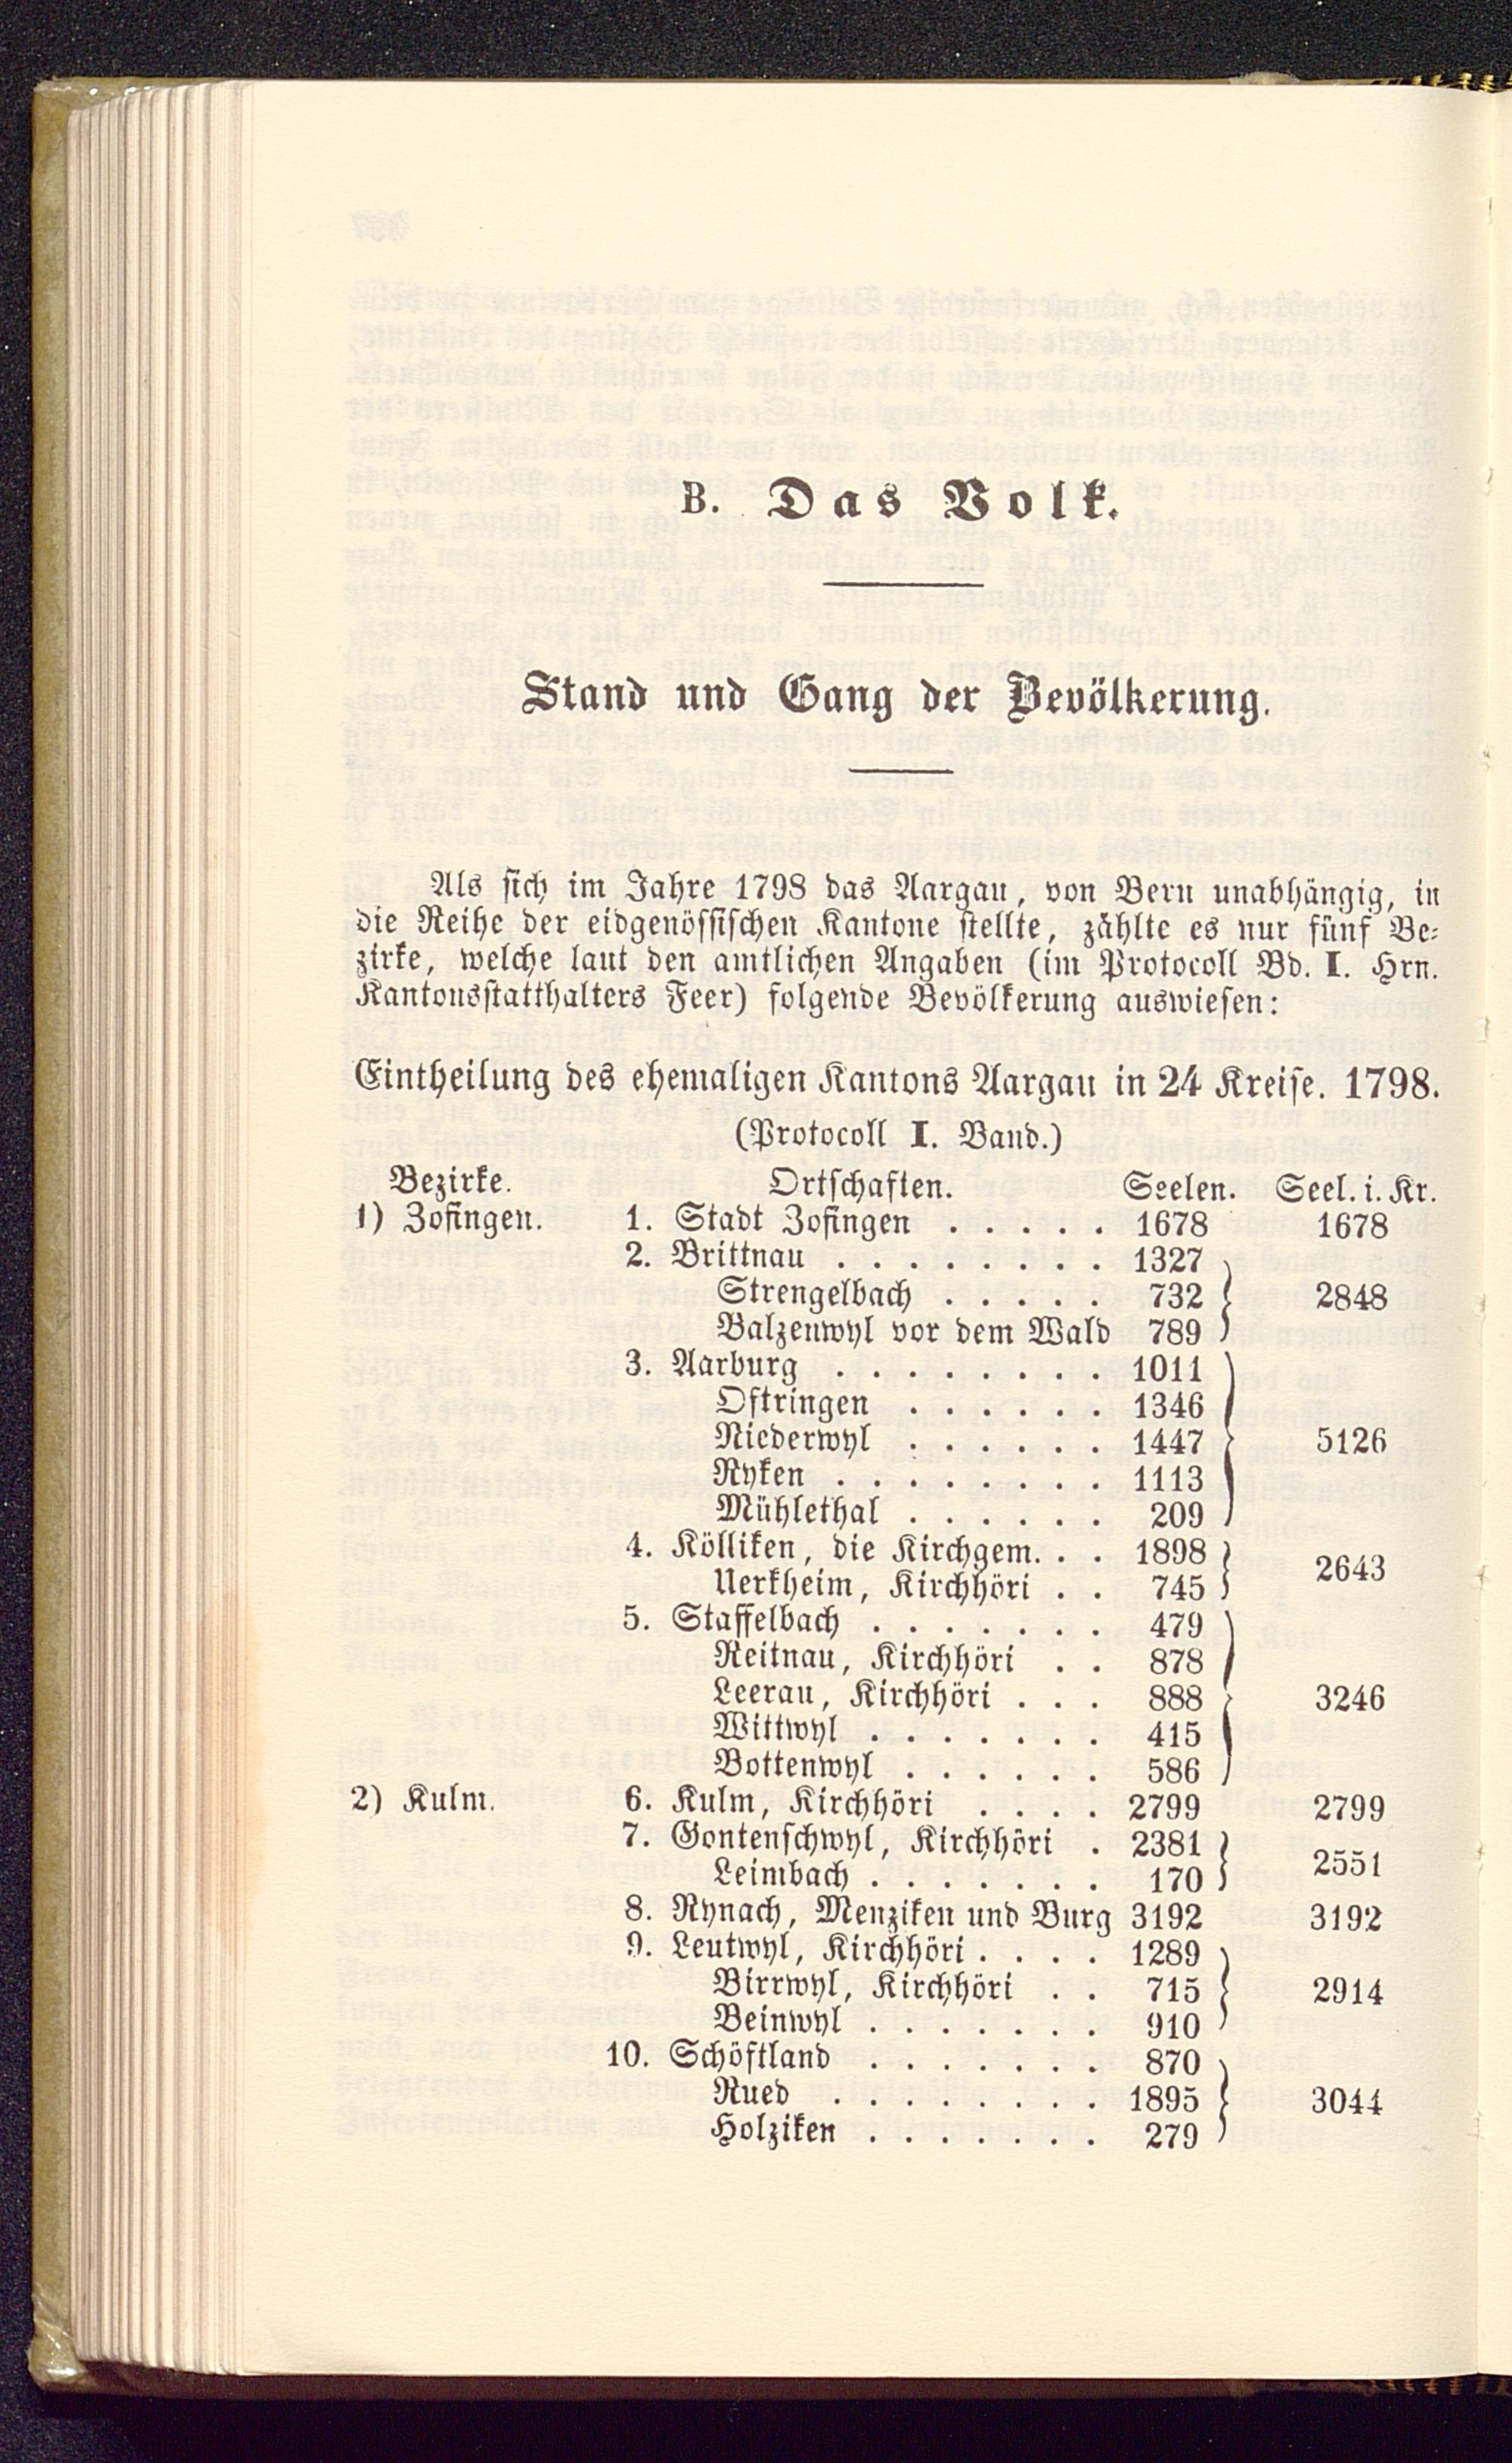 B. Das Volk.
Stand und Gang der Bevölkerung.
Als sich im Jahre 1798 das Aargau, von Bern unabhängig, in
die Reihe der eidgenössischen Kantone stellte, zählte es nur fünf Be-
zirke, welche laut den amtlichen Angaben (im Protocoll Bd. I. Hrn.
Kantonsstatthalters Feer) folgende Bevölkerung auswiesen:
Eintheilung des ehemaligen Kantons Aargau in 24 Kreise. 1798.
(Protocoll I. Band.)
Bezirke. Ortschaften. Seelen. Seel. i. Kr.
1) Zofingen. 1. Stadt Zofingen . . . . . 1678 1678
2. Brittnau . . . . . . . . 1327
Strengelbach . . . . . 732 } 2848
Balzenwyl vor dem Wald 789
3. Aarburg . . . . . . . . 1011
Oftringen . . . . . . 1346
Niederwyl . . . . . . 1447 } 5126
Ryken . . . . . . . . 1113
Mühlethal . . . . . . 209
4. Kölliken, die Kirchgem. . . 1898 } 2643
Uerkheim, Kirchhöri . . 745
5. Staffelbach . . . . . . . 479
Reitnau, Kirchhöri . . 878
Leerau, Kirchhöri . . . 888 } 3246
Wittwyl . . . . . . . 415
Bottenwyl . . . . . . 586
2) Kulm. 6. Kulm, Kirchhöri . . . . 2799 2799
7. Gontenschwyl, Kirchhöri . 2381 } 2551
Leimbach . . . . . . . 170
8. Rynach, Menziken und Burg 3192 3192
9. Leutwyl, Kirchhöri . . . . 1289
Birrwyl, Kirchhöri . . 715 } 2914
Beinwyl . . . . . . . 910
10. Schöftland . . . . . . . 870
Rued . . . . . . . . 1895 } 3044
Holziken . . . . . . . 279